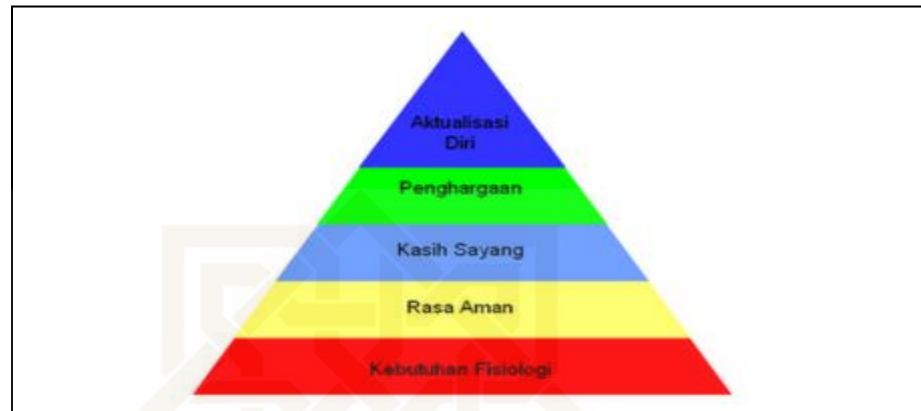 Aktualisasi
Diri
Penghargaan
Kasih Sayang
Rasa Aman
Kebutuhan Fisiologi